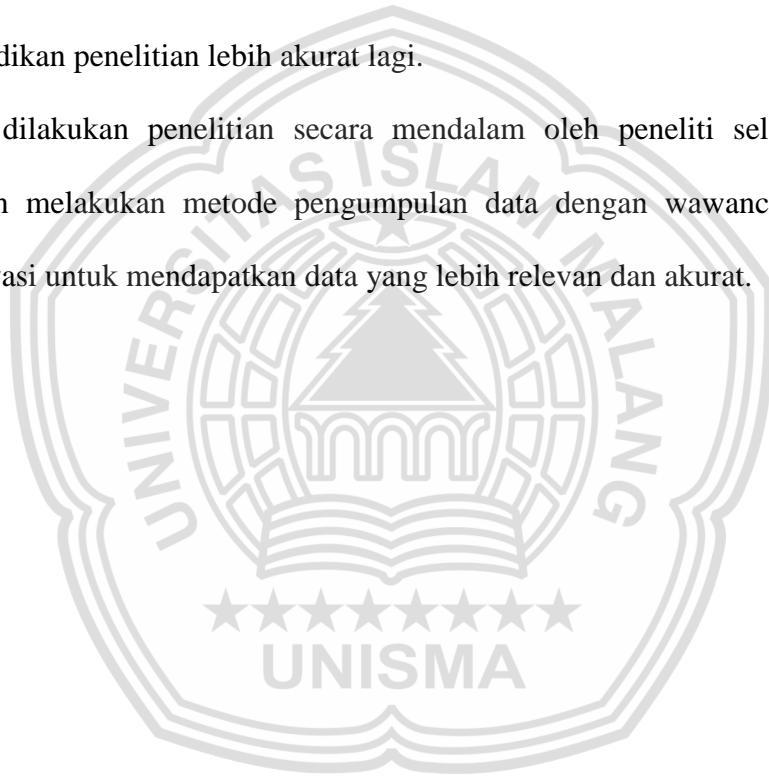 dikan penelitian lebih akurat lagi.
dilakukan penelitian secara mendalam oleh peneliti sel
n melakukan metode pengumpulan data dengan wawanc
asi untuk mendapatkan data yang lebih relevan dan akurat.
UNIVERSITAS ISLAM MALANG
UNISMA